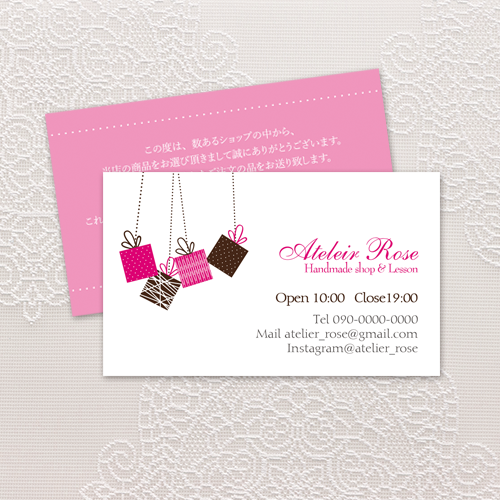 この度は、数あるショップの中から、
当店の商品をお選び頂きまして誠にありがとうございます。
注文の品をお送り致します。
これ
Ateleir Rose
Handmade shop & Lesson
Open 10:00 Close19:00
Tel 090-0000-0000
Mail atelier_rose@gmail.com
Instagram@atelier_rose